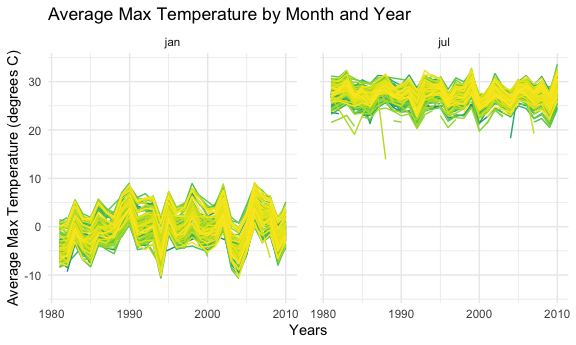 Average Max Temperature by Month and Year
jan
jul
Average Max Temperature (degrees C)
30
20
10
0
-10
1980
1990
2000
2010
1980
1990
2000
2010
Years